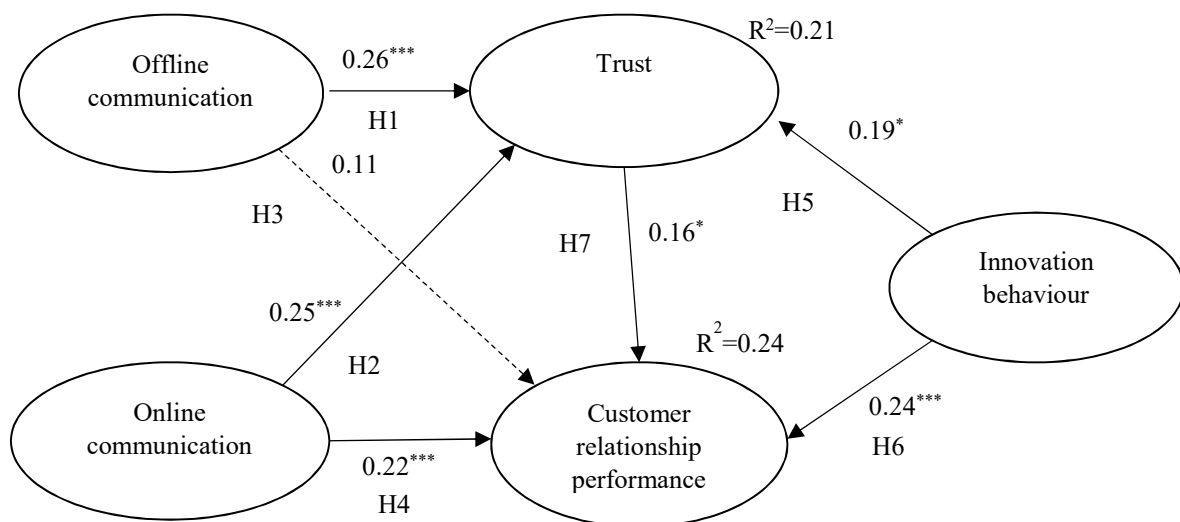 R²=0.21
Offline
communication
0.26***
H1
Trust
0.19*
H5
0.11
H3
H7
0.16*
Innovation
behaviour
0.25***
H2
R²=0.24
Online
communication
0.22***
H4
Customer
relationship
performance
0.24***
H6